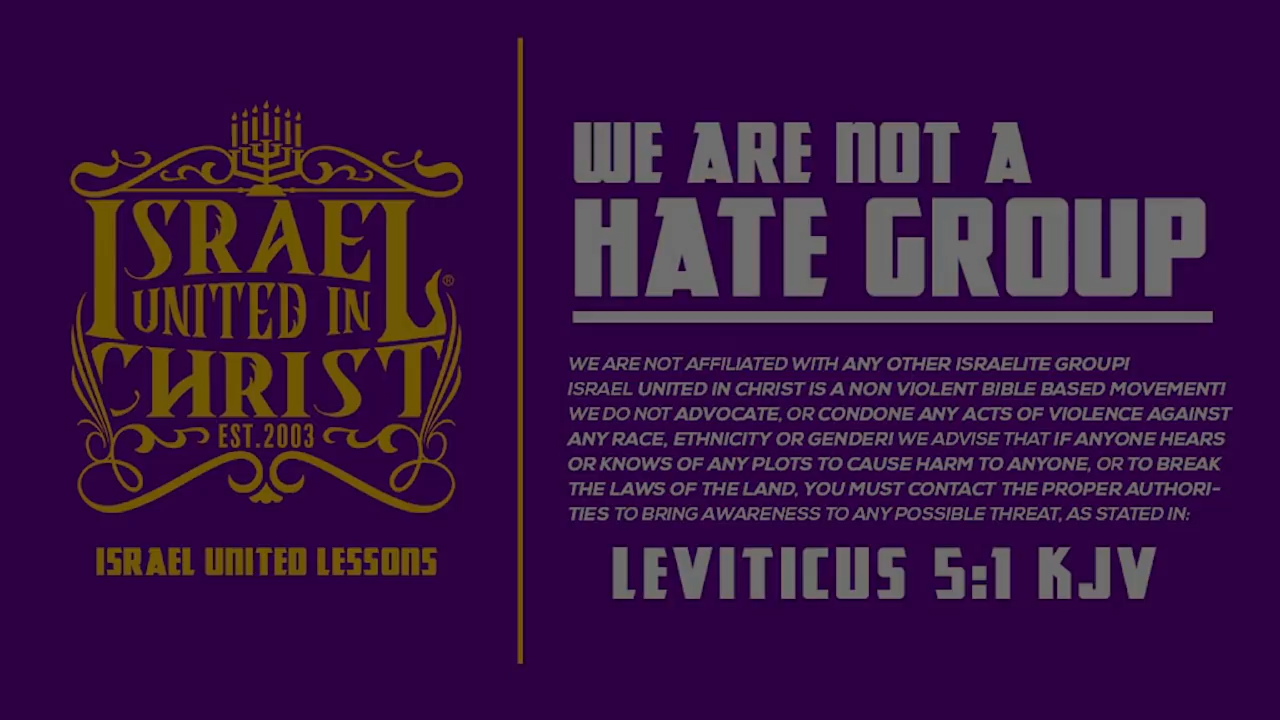 ISRAEL
UNITED IN
CHRIST
®
EST.2003
ISRAEL UNITED LESSONS
WE ARE NOT A
HATE GROUP
WE ARE NOT AFFILIATED WITH ANY OTHER ISRAELITE GROUP!
ISRAEL UNITED IN CHRIST IS A NON VIOLENT BIBLE BASED MOVEMENT!
WE DO NOT ADVOCATE, OR CONDONE ANY ACTS OF VIOLENCE AGAINST
ANY RACE, ETHNICITY OR GENDER! WE ADVISE THAT IF ANYONE HEARS
OR KNOWS OF ANY PLOTS TO CAUSE HARM TO ANYONE, OR TO BREAK
THE LAWS OF THE LAND, YOU MUST CONTACT THE PROPER AUTHORI-
TIES TO BRING AWARENESS TO ANY POSSIBLE THREAT, AS STATED IN:
LEVITICUS 5:1 KJV